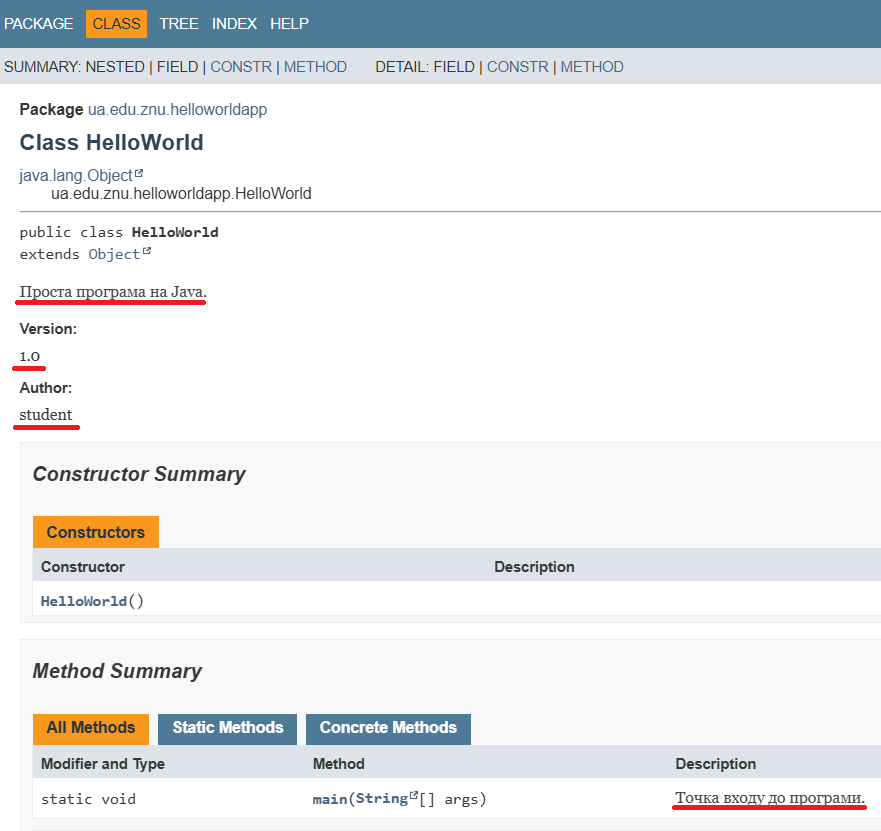 PACKAGE CLASS TREE INDEX HELP
SUMMARY: NESTED | FIELD | CONSTR | METHOD DETAIL: FIELD | CONSTR | METHOD
Package ua.edu.znu.helloworldapp
Class HelloWorld
java.lang.Object
ua.edu.znu.helloworldapp.HelloWorld
public class HelloWorld
extends Object
Проста програма на Java.
Version:
1.0
Author:
student
Constructor Summary
Constructors
Constructor Description
HelloWorld()
Method Summary
All Methods Static Methods Concrete Methods
Modifier and Type Method Description
static void main(String[] args) Точка входу до програми.